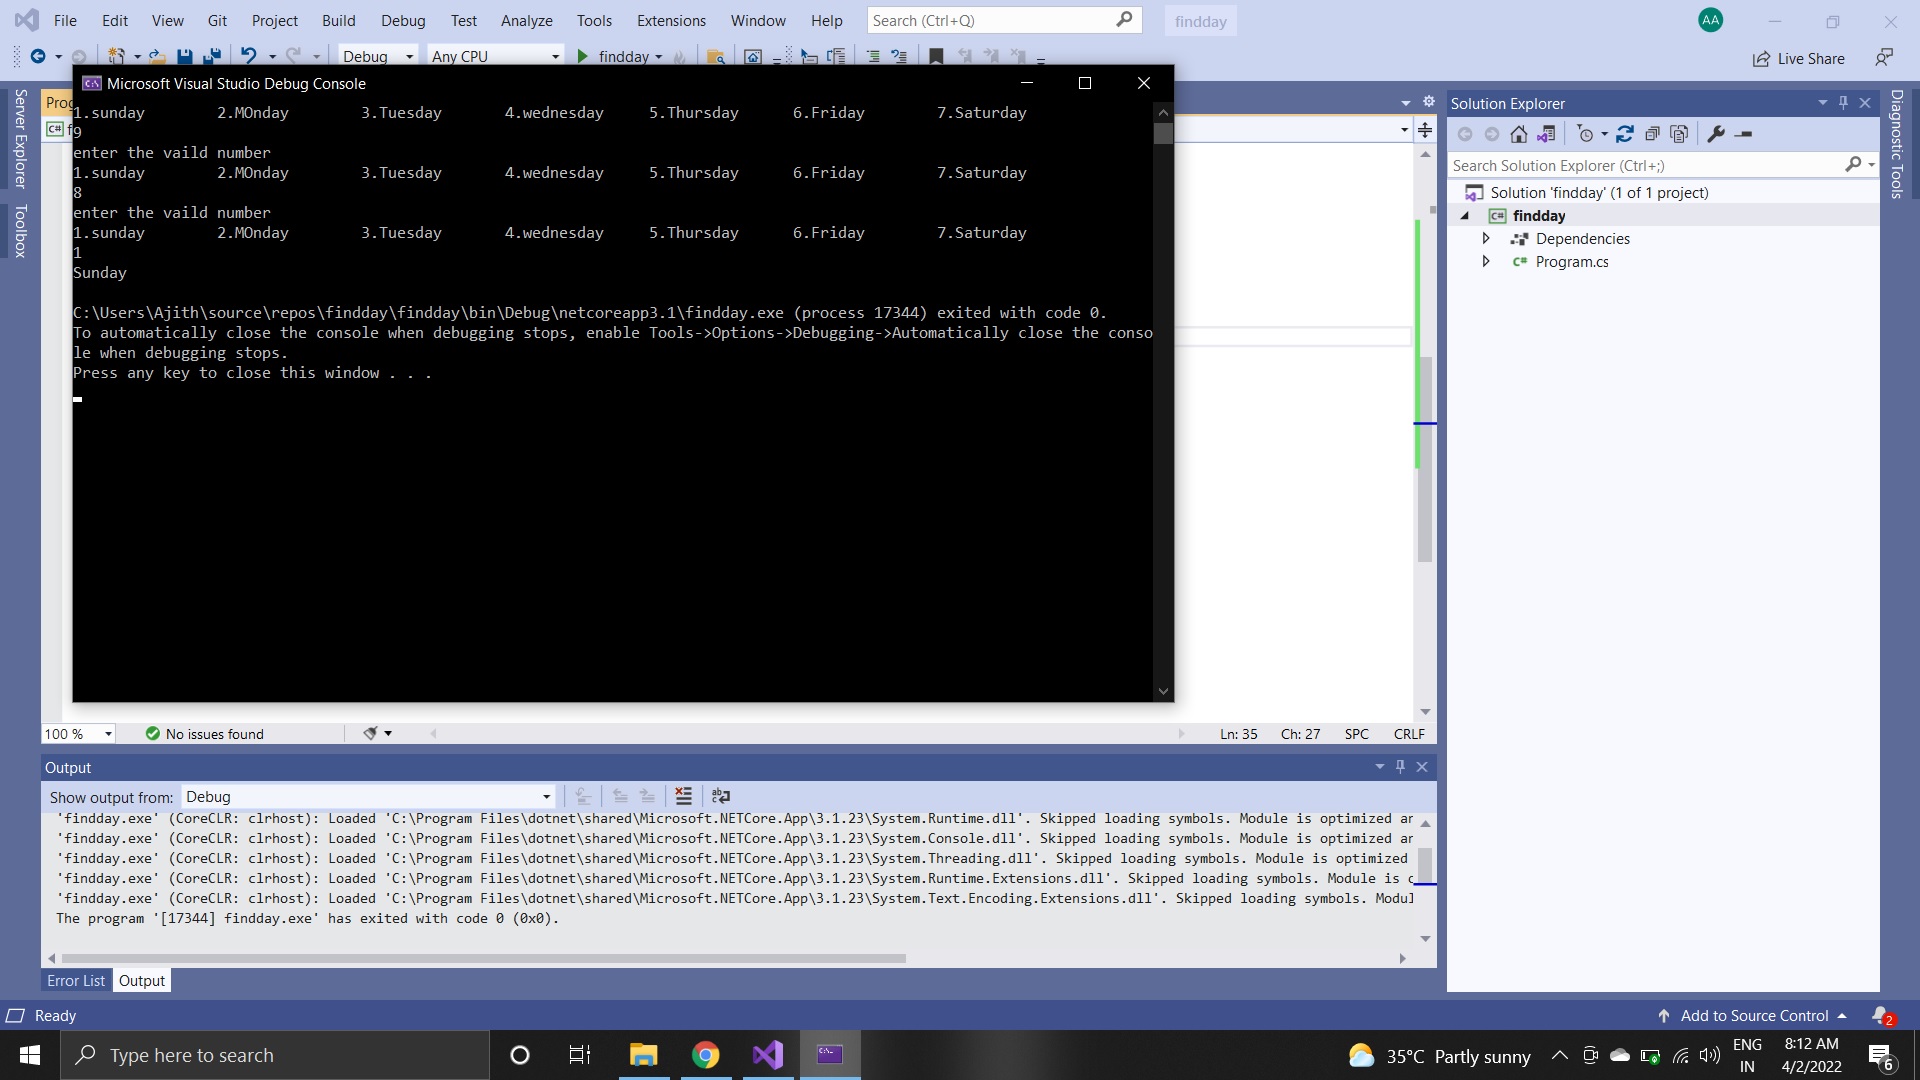 File Edit View Git Project Build Debug Test Analyze Tools Extensions Window Help Search (Ctrl+Q) findday AA
Debug Any CPU findday Live Share
Microsoft Visual Studio Debug Console
1.sunday 2.MOnday 3.Tuesday 4.wednesday 5.Thursday 6.Friday 7.Saturday
9
enter the vaild number
1.sunday 2.MOnday 3.Tuesday 4.wednesday 5.Thursday 6.Friday 7.Saturday
8
enter the vaild number
1.sunday 2.MOnday 3.Tuesday 4.wednesday 5.Thursday 6.Friday 7.Saturday
1
Sunday
C:\Users\Ajith\source\repos\findday\findday\bin\Debug\netcoreapp3.1\findday.exe (process 17344) exited with code 0.
To automatically close the console when debugging stops, enable Tools->Options->Debugging->Automatically close the conso
le when debugging stops.
Press any key to close this window . . .
Server Explorer
Toolbox
Solution Explorer
Search Solution Explorer (Ctrl+;)
Solution 'findday' (1 of 1 project)
C# findday
Dependencies
C# Program.cs
Diagnostic Tools
100 % No issues found Ln: 35 Ch: 27 SPC CRLF
Output
Show output from: Debug
'findday.exe' (CoreCLR: clrhost): Loaded 'C:\Program Files\dotnet\shared\Microsoft.NETCore.App\3.1.23\System.Runtime.dll'. Skipped loading symbols. Module is optimized an
'findday.exe' (CoreCLR: clrhost): Loaded 'C:\Program Files\dotnet\shared\Microsoft.NETCore.App\3.1.23\System.Console.dll'. Skipped loading symbols. Module is optimized an
'findday.exe' (CoreCLR: clrhost): Loaded 'C:\Program Files\dotnet\shared\Microsoft.NETCore.App\3.1.23\System.Threading.dll'. Skipped loading symbols. Module is optimized
'findday.exe' (CoreCLR: clrhost): Loaded 'C:\Program Files\dotnet\shared\Microsoft.NETCore.App\3.1.23\System.Runtime.Extensions.dll'. Skipped loading symbols. Module is
'findday.exe' (CoreCLR: clrhost): Loaded 'C:\Program Files\dotnet\shared\Microsoft.NETCore.App\3.1.23\System.Text.Encoding.Extensions.dll'. Skipped loading symbols. Modul
The program '[17344] findday.exe' has exited with code 0 (0x0).
Error List Output
Ready Add to Source Control 2
Type here to search 35°C Partly sunny ENG IN 8:12 AM 4/2/2022 6